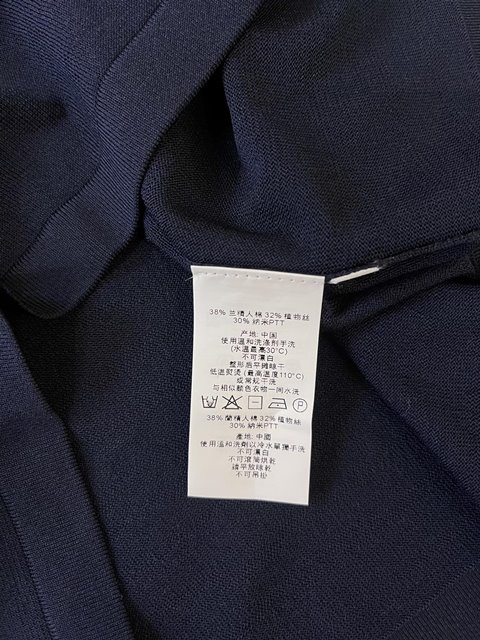 38% 兰精人棉 32% 植物丝
30% 纳米PTT
产地: 中国
使用温和洗涤剂手洗
(水温最高30°C)
不可漂白
整形后平摊晾干
低温熨烫 (最高温度110°C)
或常规干洗
与相似颜色衣物一同水洗
P
38% 蘭精人棉 32% 植物絲
30% 納米PTT
產地: 中國
使用溫和洗劑以冷水單獨手洗
不可漂白
不可滾筒烘乾
請平放晾乾
不可吊掛